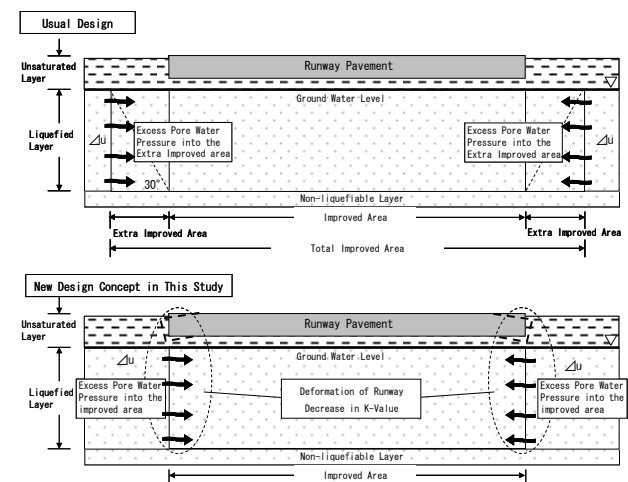 Usual Design
Unsaturated
Layer
Runway Pavement
Ground Water Level
Liquefied
Layer
⊿u
Excess Pore Water
Pressure into the
Extra Improved area
Excess Pore Water
Pressure into the
Extra Improved area
⊿u
30°
Non-liquefiable Layer
Improved Area
Extra Improved Area
Extra Improved Area
Total Improved Area
New Design Concept in This Study
Unsaturated
Layer
Runway Pavement
Ground Water Level
⊿u
⊿u
Liquefied
Layer
Excess Pore Water
Pressure into the
improved area
Deformation of Runway
Decrease in K-Value
Excess Pore Water
Pressure into the
improved area
Non-liquefiable Layer
Improved Area